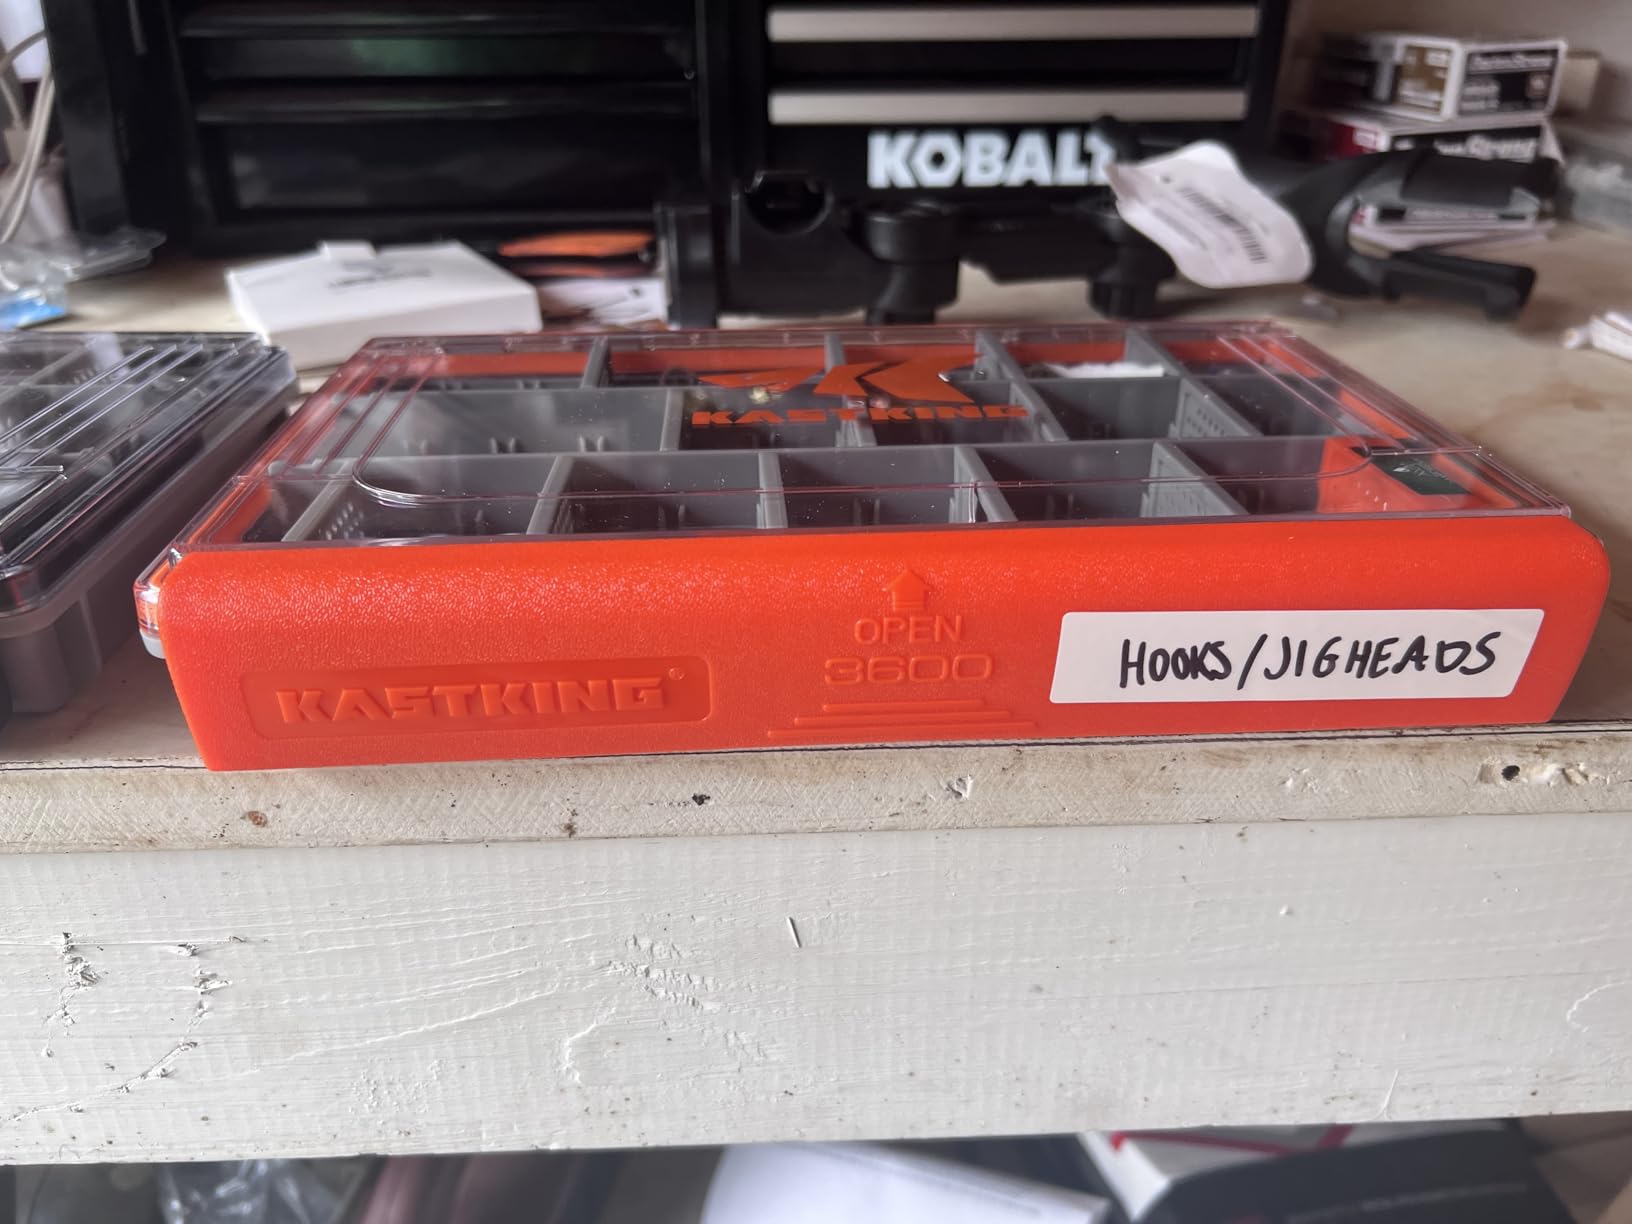 KOBALT
KASTKING
OPEN
3600
KASTKING®
HOOKS/JIGHEADS